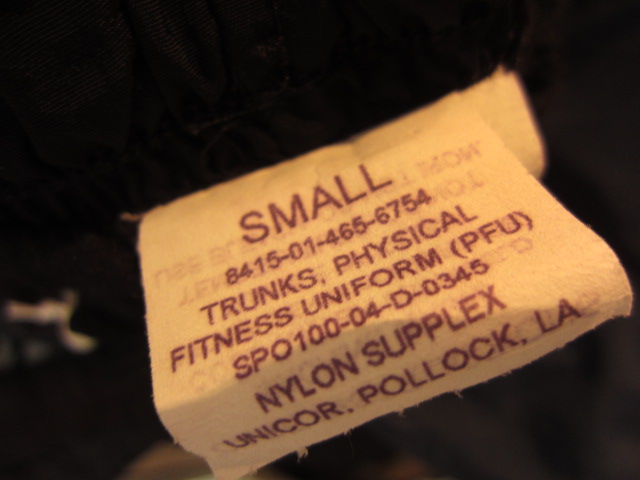 SMALL
8415-01-465-6754
TRUNKS, PHYSICAL
FITNESS UNIFORM (PFU)
SPO100-04-D-0345
NYLON SUPPLEX
UNICOR, POLLOCK, LA